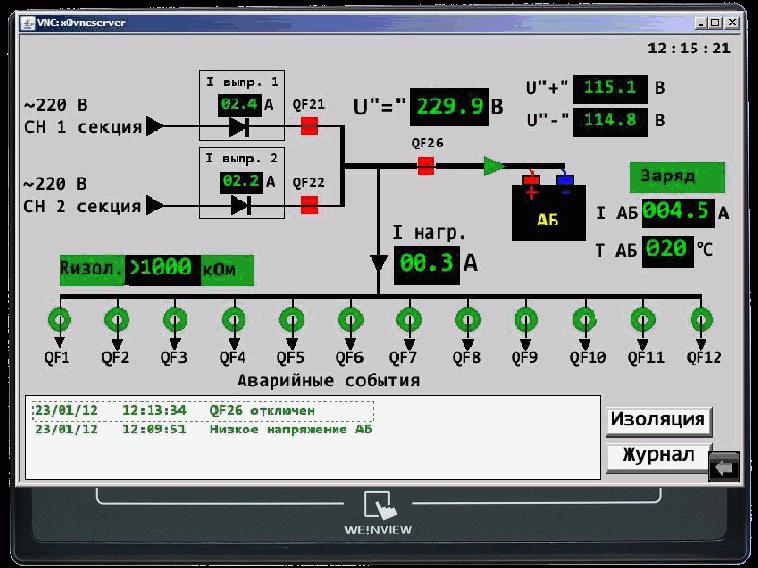 VNC:x0vncserver
12:15:21
I выпр. 1
02.4 А
QF21
~220 В
СН 1 секция
U"=" 229.9 В
U"+" 115.1 В
U"-" 114.8 В
QF26
I выпр. 2
02.2 А
QF22
~220 В
СН 2 секция
АБ
Заряд
I АБ 004.5 А
Т АБ 020 °С
I нагр.
00.3 А
Rизол. >1000 кОм
QF1 QF2 QF3 QF4 QF5 QF6 QF7 QF8 QF9 QF10 QF11 QF12
Аварийные события
23/01/12 12:13:34 QF26 отключен
23/01/12 12:09:51 Низкое напряжение АБ
Изоляция
Журнал
WE!NVIEW